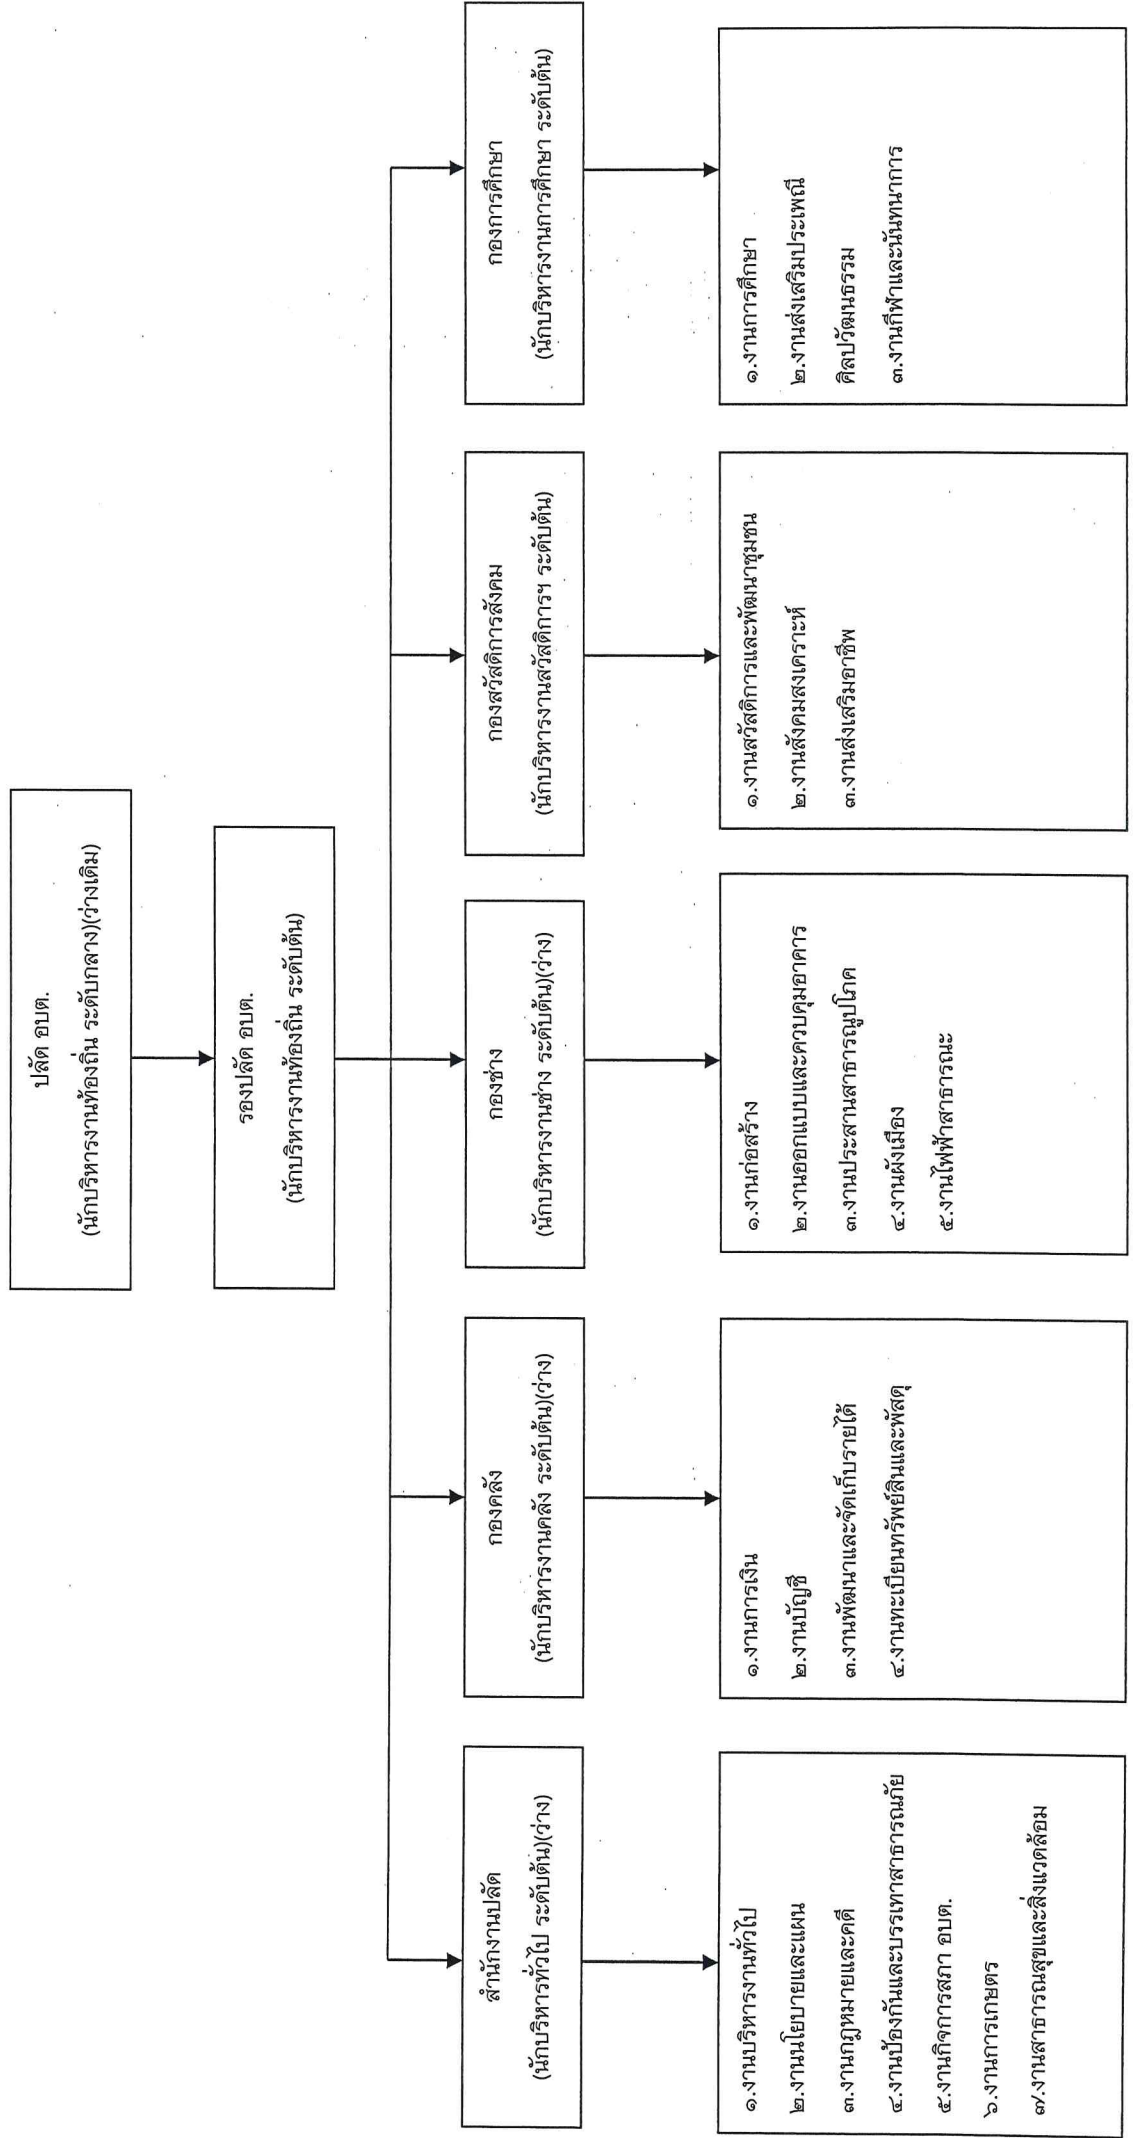 ปลัด อบต.
(นักบริหารงานท้องถิ่น ระดับกลาง)(ว่างเดิม)
รองปลัด อบต.
(นักบริหารงานท้องถิ่น ระดับต้น)
สำนักงานปลัด
(นักบริหารทั่วไป ระดับต้น)(ว่าง)
กองคลัง
(นักบริหารงานคลัง ระดับต้น)(ว่าง)
กองช่าง
(นักบริหารงานช่าง ระดับต้น)(ว่าง)
กองสวัสดิการสังคม
(นักบริหารงานสวัสดิการฯ ระดับต้น)
กองการศึกษา
(นักบริหารงานการศึกษา ระดับต้น)
๑.งานบริหารงานทั่วไป
๒.งานนโยบายและแผน
๓.งานกฎหมายและคดี
๔.งานป้องกันและบรรเทาสาธารณภัย
๕.งานกิจการสภา อบต.
๖.งานการเกษตร
๗.งานสาธารณสุขและสิ่งแวดล้อม
๑.งานการเงิน
๒.งานบัญชี
๓.งานพัฒนาและจัดเก็บรายได้
๔.งานทะเบียนทรัพย์สินและพัสดุ
๑.งานก่อสร้าง
๒.งานออกแบบและควบคุมอาคาร
๓.งานประสานสาธารณูปโภค
๔.งานผังเมือง
๕.งานไฟฟ้าสาธารณะ
๑.งานสวัสดิการและพัฒนาชุมชน
๒.งานสังคมสงเคราะห์
๓.งานส่งเสริมอาชีพ
๑.งานการศึกษา
๒.งานส่งเสริมประเพณี
ศิลปวัฒนธรรม
๓.งานกีฬาและนันทนาการ